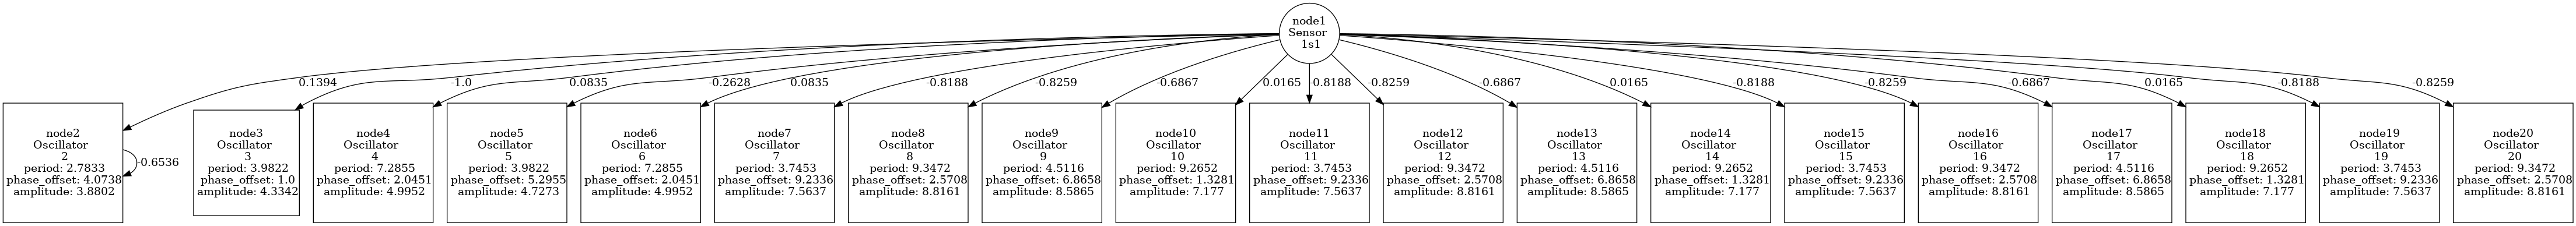 node1
Sensor
1s1
0.1394
-1.0
0.0835
-0.2628
0.0835
-0.8188
-0.8259
-0.6867
0.0165
-0.8188
-0.8259
-0.6867
0.0165
-0.8188
-0.8259
-0.6867
0.0165
-0.8188
-0.8259
node2
Oscillator
2
period: 2.7833
phase_offset: 4.0738
amplitude: 3.8802
-0.6536
node3
Oscillator
3
period: 3.9822
phase_offset: 1.0
amplitude: 4.3342
node4
Oscillator
4
period: 7.2855
phase_offset: 2.0451
amplitude: 4.9952
node5
Oscillator
5
period: 3.9822
phase_offset: 5.2955
amplitude: 4.7273
node6
Oscillator
6
period: 7.2855
phase_offset: 2.0451
amplitude: 4.9952
node7
Oscillator
7
period: 3.7453
phase_offset: 9.2336
amplitude: 7.5637
node8
Oscillator
8
period: 9.3472
phase_offset: 2.5708
amplitude: 8.8161
node9
Oscillator
9
period: 4.5116
phase_offset: 6.8658
amplitude: 8.5865
node10
Oscillator
10
period: 9.2652
phase_offset: 1.3281
amplitude: 7.177
node11
Oscillator
11
period: 3.7453
phase_offset: 9.2336
amplitude: 7.5637
node12
Oscillator
12
period: 9.3472
phase_offset: 2.5708
amplitude: 8.8161
node13
Oscillator
13
period: 4.5116
phase_offset: 6.8658
amplitude: 8.5865
node14
Oscillator
14
period: 9.2652
phase_offset: 1.3281
amplitude: 7.177
node15
Oscillator
15
period: 3.7453
phase_offset: 9.2336
amplitude: 7.5637
node16
Oscillator
16
period: 9.3472
phase_offset: 2.5708
amplitude: 8.8161
node17
Oscillator
17
period: 4.5116
phase_offset: 6.8658
amplitude: 8.5865
node18
Oscillator
18
period: 9.2652
phase_offset: 1.3281
amplitude: 7.177
node19
Oscillator
19
period: 3.7453
phase_offset: 9.2336
amplitude: 7.5637
node20
Oscillator
20
period: 9.3472
phase_offset: 2.5708
amplitude: 8.8161